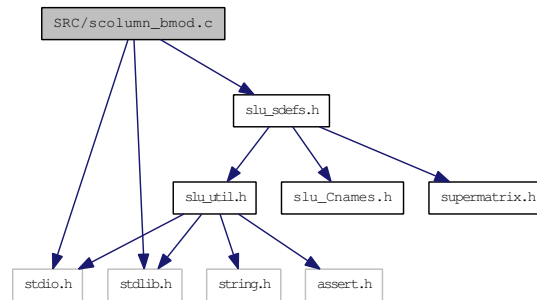 SRC/scolumn_bmod.c
slu_sdefs.h
slu_util.h
slu_Cnames.h
supermatrix.h
stdio.h
stdlib.h
string.h
assert.h